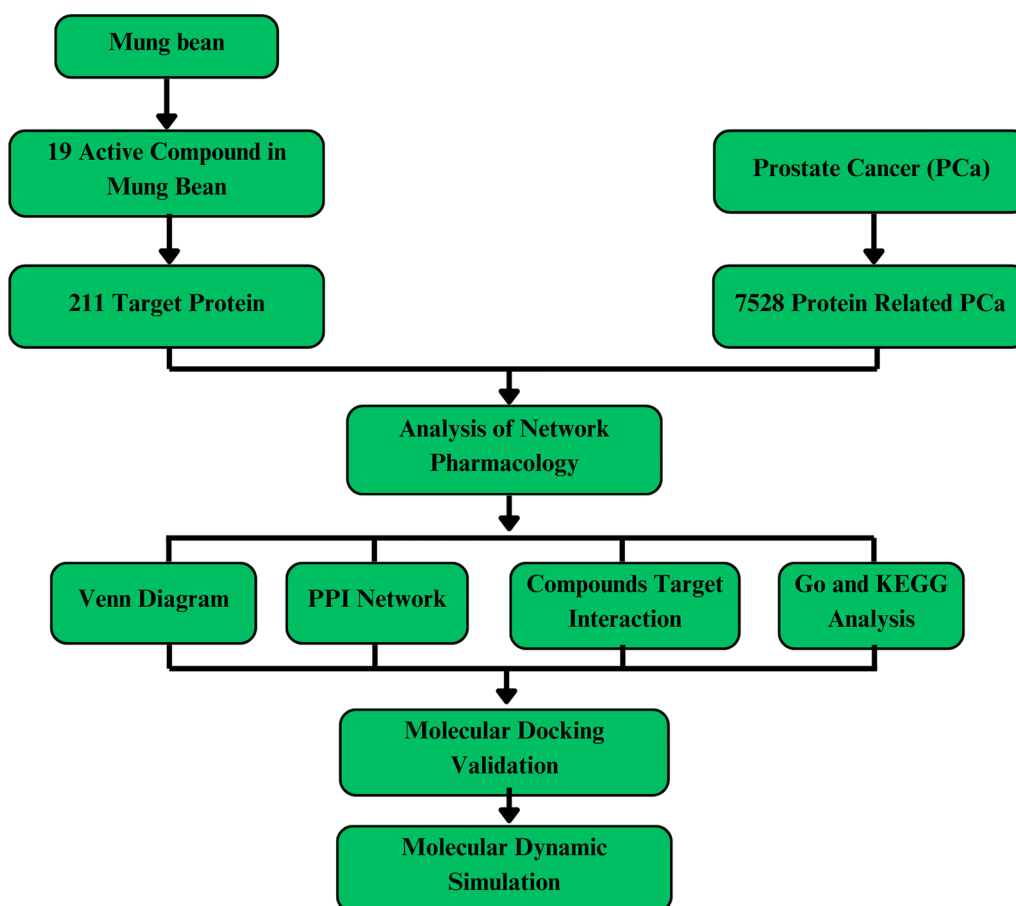 Mung bean
19 Active Compound in
Mung Bean
Prostate Cancer (PCa)
211 Target Protein
7528 Protein Related PCa
Analysis of Network
Pharmacology
Venn Diagram
PPI Network
Compounds Target
Interaction
Go and KEGG
Analysis
Molecular Docking
Validation
Molecular Dynamic
Simulation